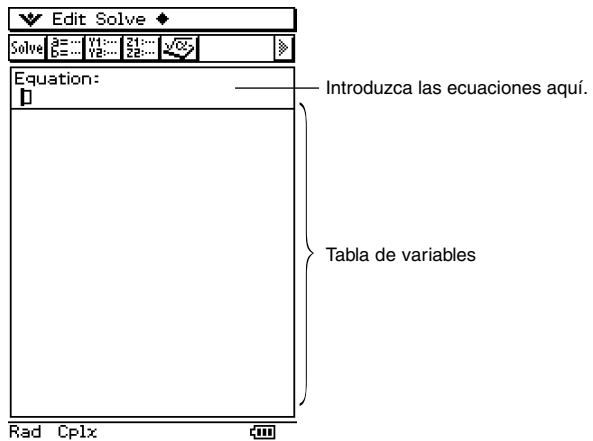 Edit Solve
Solve
Equation:
Introduzca las ecuaciones aquí.
Tabla de variables
Rad Cplx